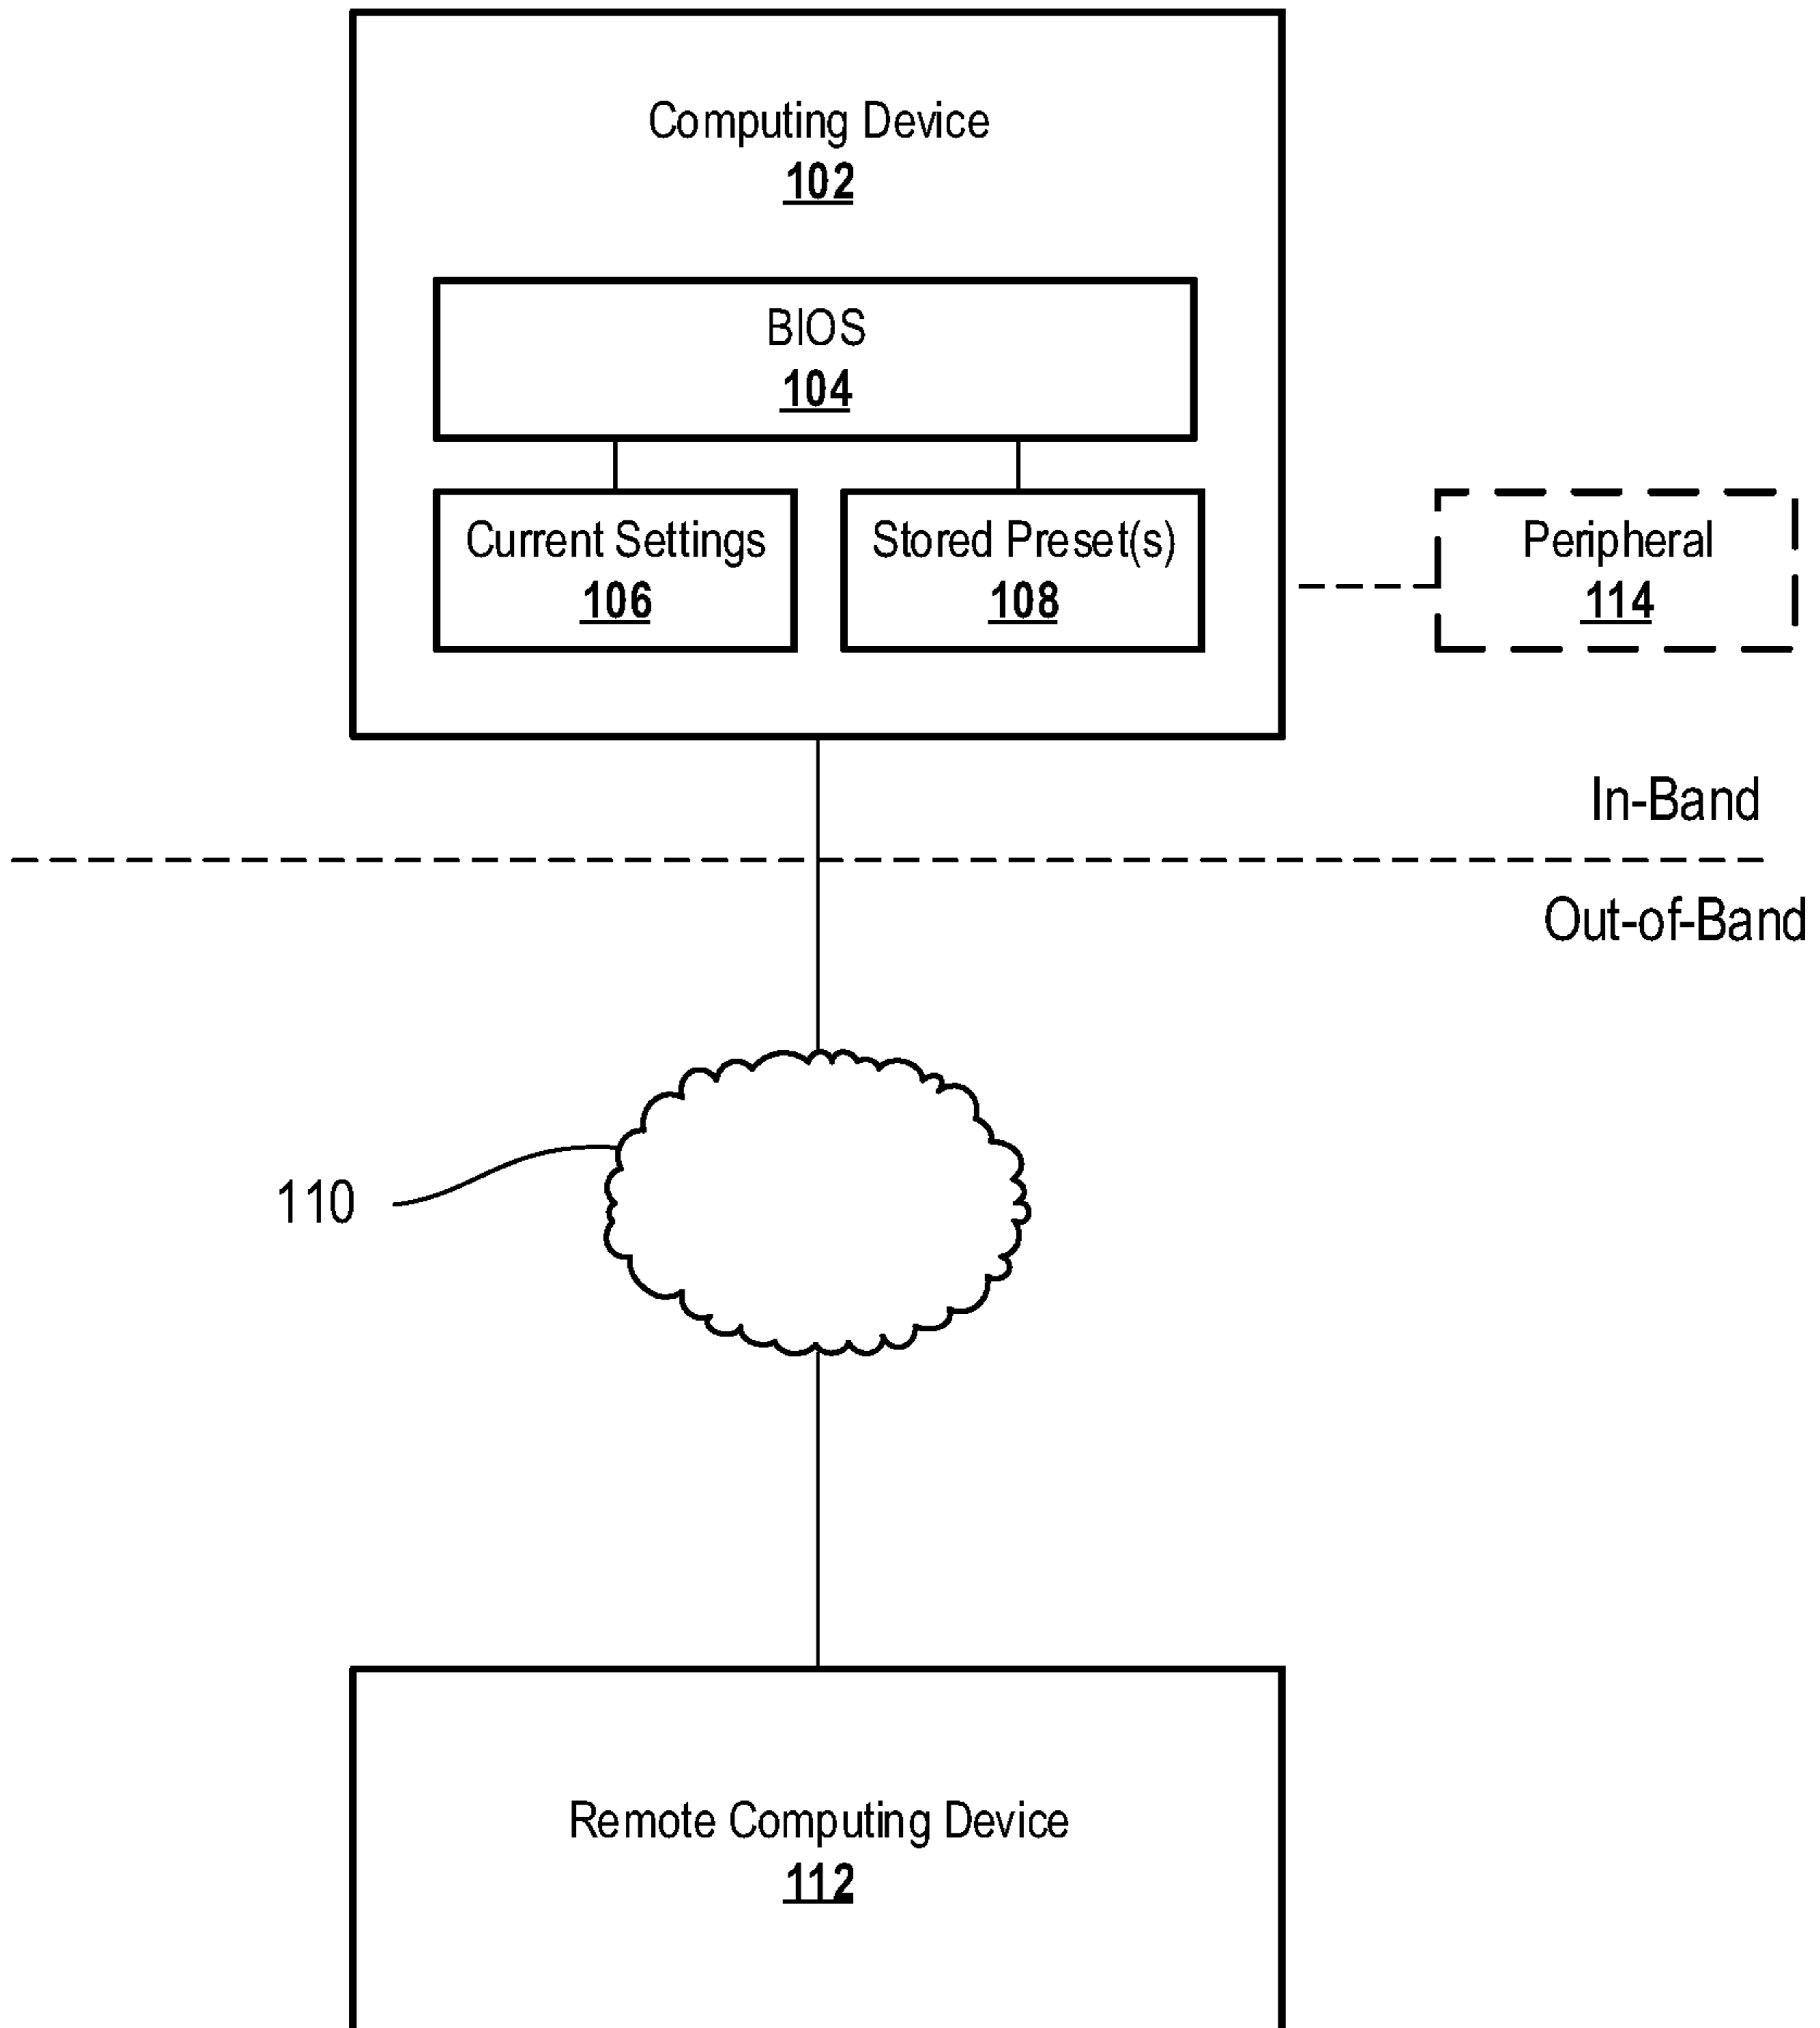 Computing Device
102
BIOS
104
Current Settings
106
Stored Preset(s)
108
Peripheral
114
In-Band
Out-of-Band
110
Remote Computing Device
112